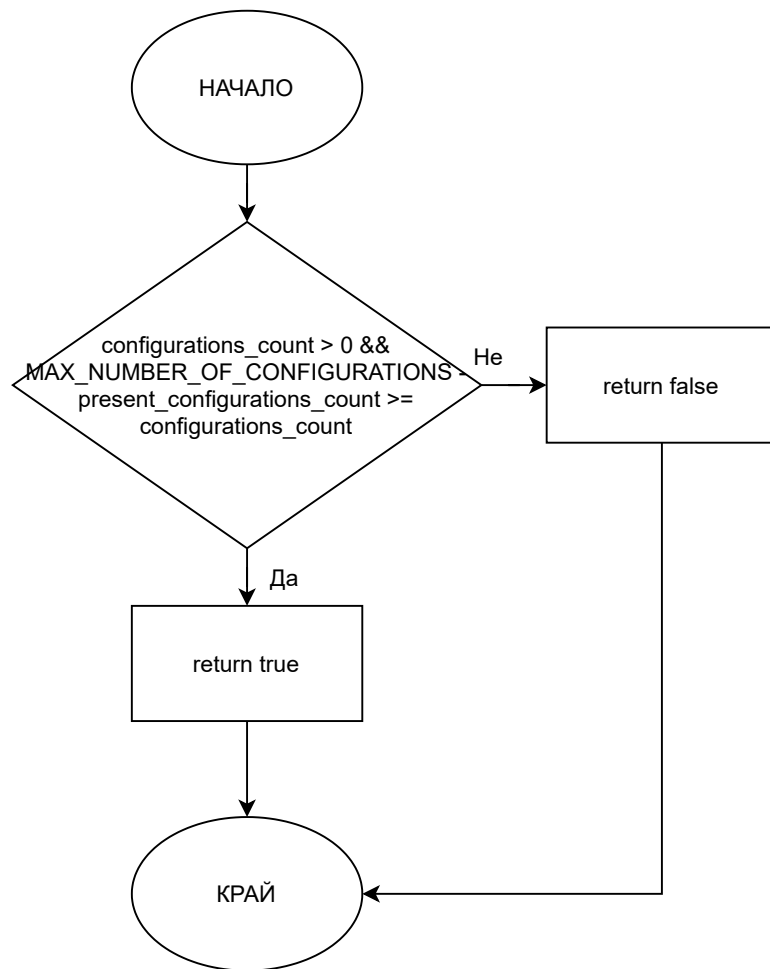 НАЧАЛО
configurations_count > 0 &&
MAX_NUMBER_OF_CONFIGURATIONS -
present_configurations_count >=
configurations_count
Не
return false
Да
return true
КРАЙ